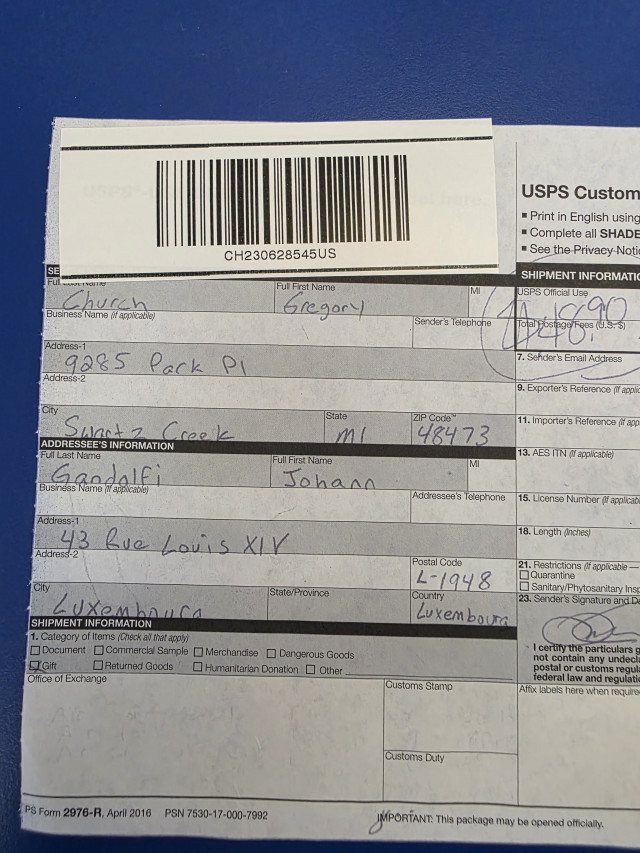 CH230628545US
USPS Custom
▪ Print in English using
▪ Complete all SHADE
▪ See the Privacy Noti
SE
Full Last Name Full First Name MI
Church Gregory
Business Name (if applicable) Sender's Telephone
Address-1
9285 Park Pl
Address-2
City State ZIP Code™
Swartz Creek MI 48473
ADDRESSEE'S INFORMATION
Full Last Name Full First Name MI
Gandolfi Johann
Business Name (if applicable) Addressee's Telephone
Address-1
43 Rue Louis XIV
Address-2
Postal Code
L-1948
City State/Province Country
Luxembourg Luxembourg
SHIPMENT INFORMATION
1. Category of Items (Check all that apply)
Document Commercial Sample Merchandise Dangerous Goods
Gift Returned Goods Humanitarian Donation Other
Office of Exchange Customs Stamp
Customs Duty
SHIPMENT INFORMATIO
USPS Official Use
Total Postage/Fees (U.S. $)
48.90
7. Sender's Email Address
9. Exporter's Reference (if applic
11. Importer's Reference (if app
13. AES ITN (if applicable)
15. License Number (if applicab
18. Length (Inches)
21. Restrictions (if applicable —
Quarantine
Sanitary/Phytosanitary Insp
23. Sender's Signature and Da
I certify the particulars g
not contain any undecla
postal or customs regula
federal law and regulatio
Affix labels here when require
PS Form 2976-R, April 2016 PSN 7530-17-000-7992 IMPORTANT: This package may be opened officially.